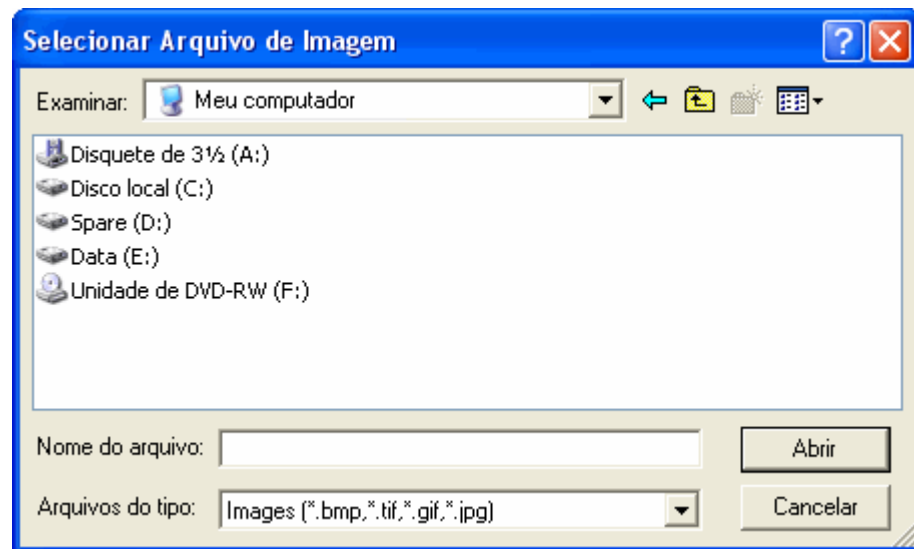 Selecionar Arquivo de Imagem
Examinar: Meu computador
Disquete de 3½ (A:)
Disco local (C:)
Spare (D:)
Data (E:)
Unidade de DVD-RW (F:)
Nome do arquivo: Abrir
Arquivos do tipo: Images (*.bmp,*.tif,*.gif,*.jpg) Cancelar